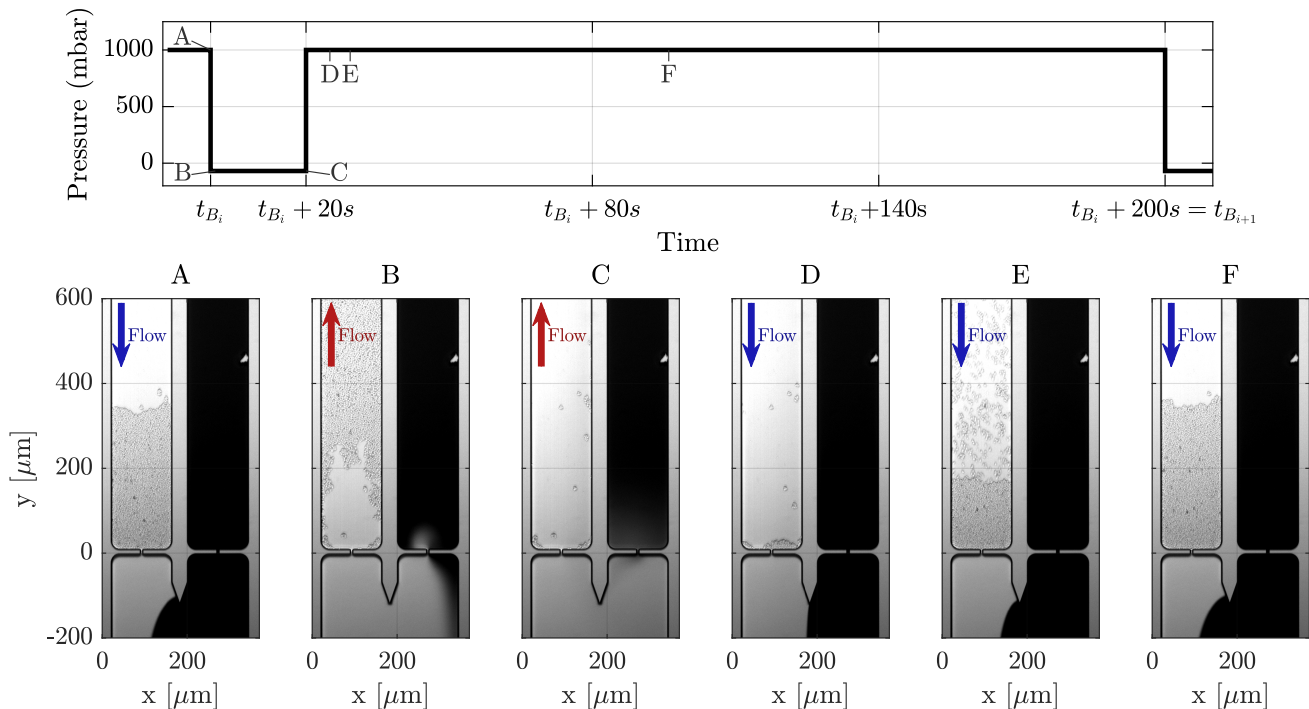 Pressure (mbar)
1000
500
0
A
B
C
D
E
F
t_{B_i}
t_{B_i} + 20s
t_{B_i} + 80s
t_{B_i}+140s
t_{B_i} + 200s = t_{B_{i+1}}
Time
A B C D E F
y [μm]
600
400
200
0
-200
Flow
Flow
Flow
Flow
Flow
Flow
0 200
0 200
0 200
0 200
0 200
0 200
x [μm]
x [μm]
x [μm]
x [μm]
x [μm]
x [μm]